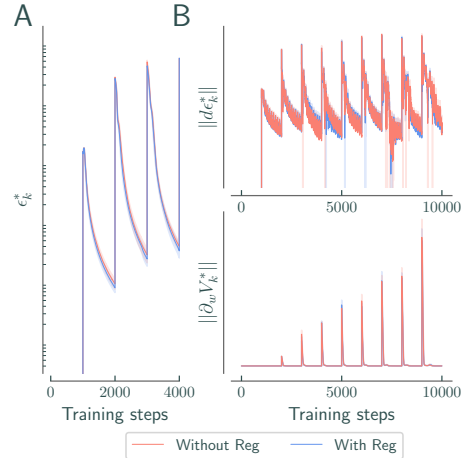 A
B
ϵ*ₖ
||dϵ*ₖ||
||∂wV*ₖ||
0 5000 10000
0 2000 4000
0 5000 10000
Training steps
Training steps
Without Reg
With Reg